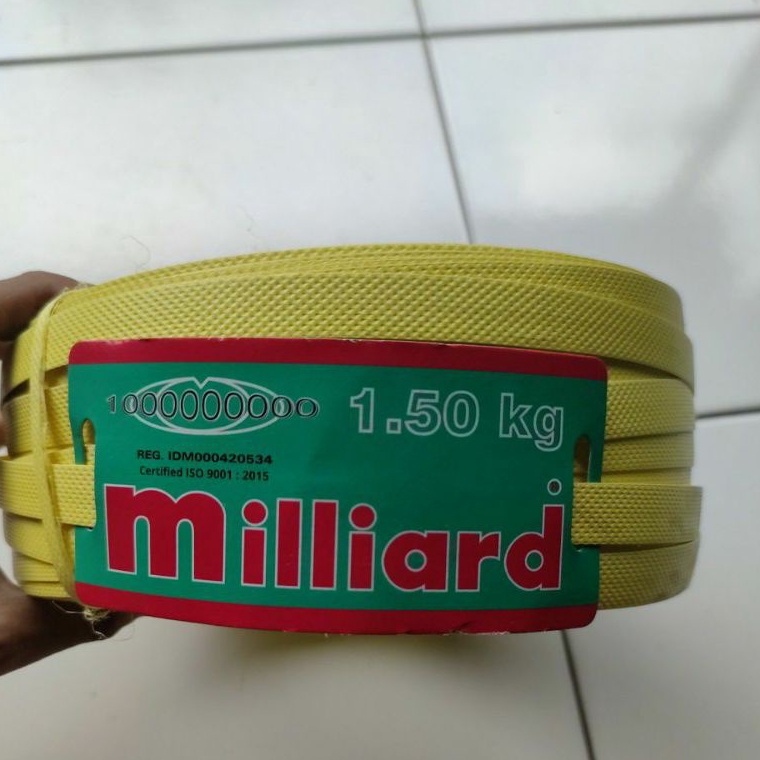 1000000000
1.50 kg
REG. IDM000420534
Certified ISO 9001 : 2015
milliard